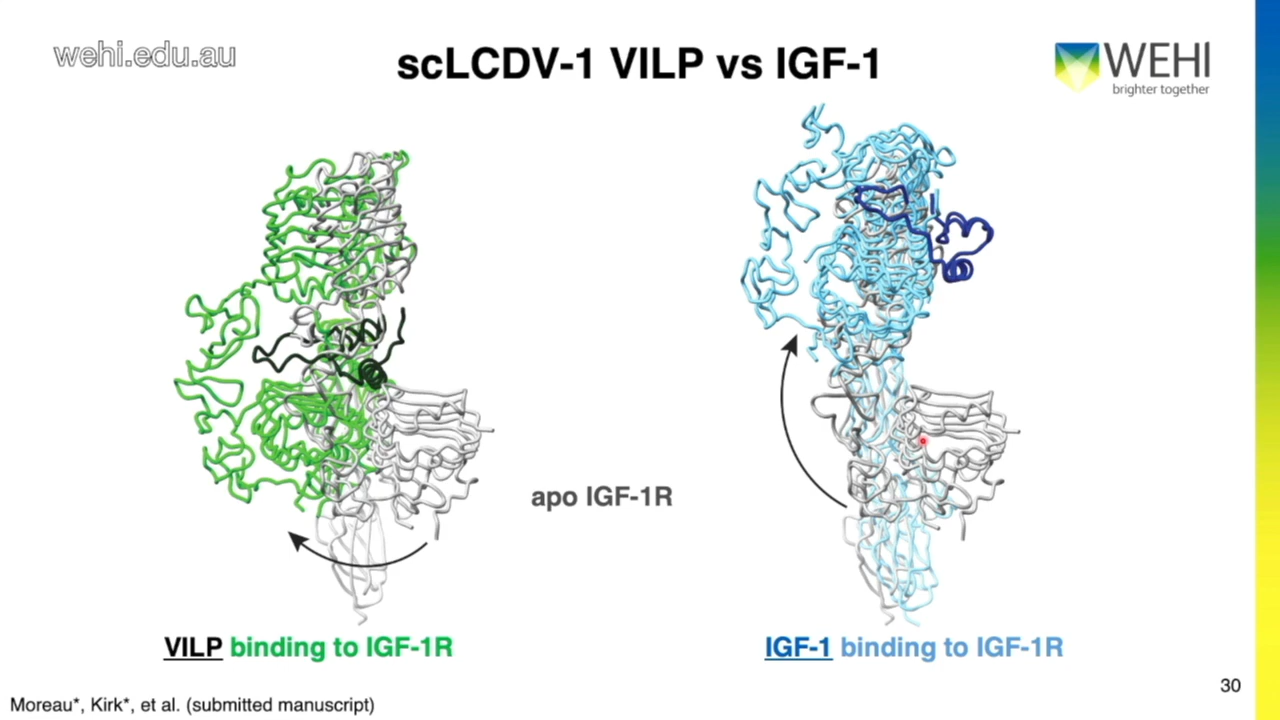 wehi.edu.au
scLCDV-1 VILP vs IGF-1
WEHI
brighter together
apo IGF-1R
VILP binding to IGF-1R
IGF-1 binding to IGF-1R
30
Moreau*, Kirk*, et al. (submitted manuscript)